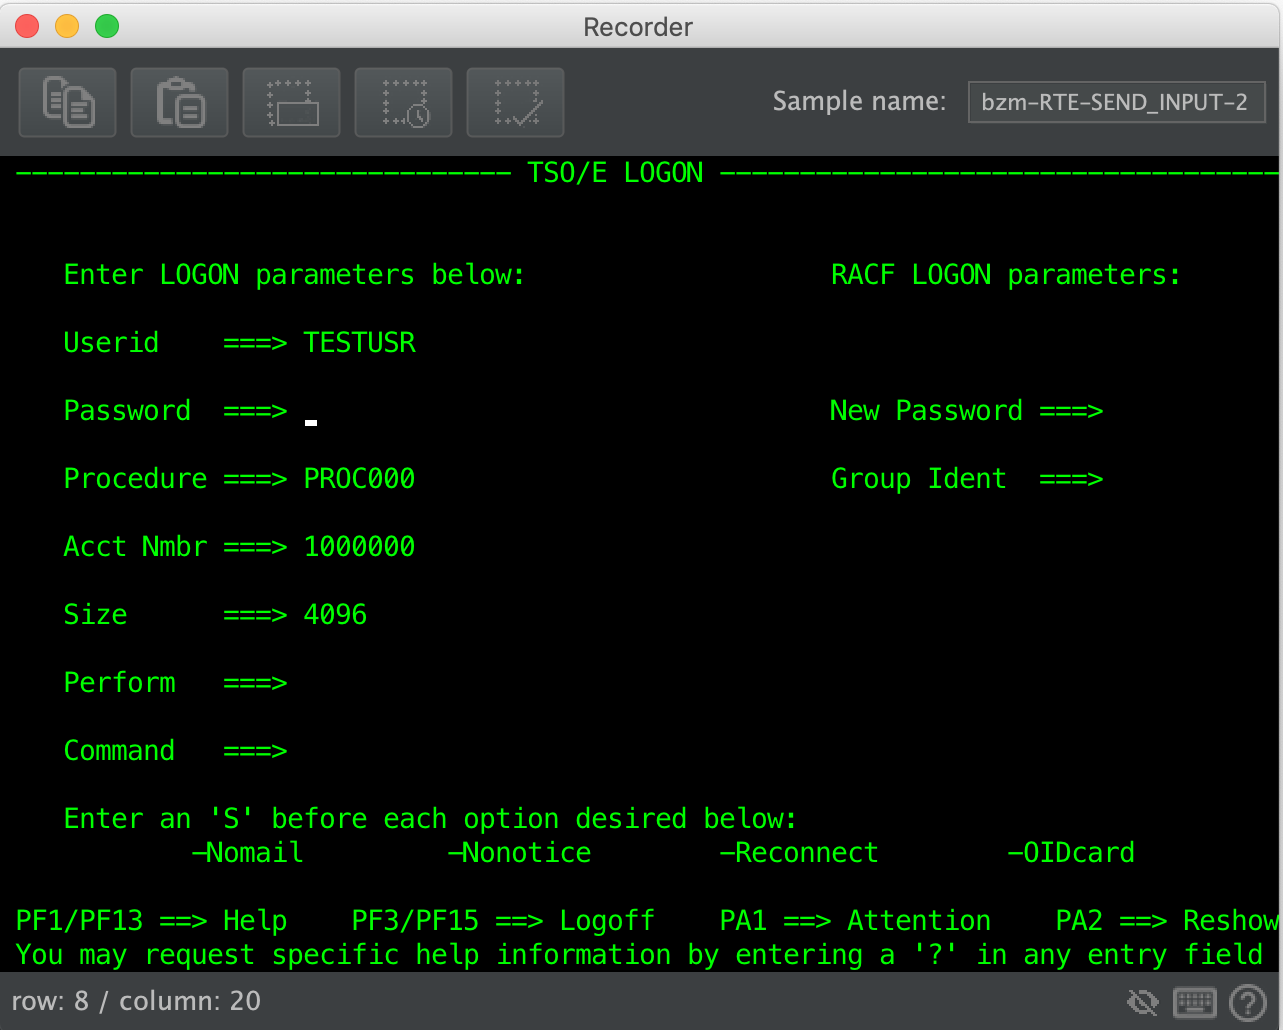 Recorder
Sample name: bzm-RTE-SEND_INPUT-2
------------------------------- TSO/E LOGON -----------------------------------
Enter LOGON parameters below: RACF LOGON parameters:
Userid ===> TESTUSR
Password ===> New Password ===>
Procedure ===> PROC000 Group Ident ===>
Acct Nmbr ===> 1000000
Size ===> 4096
Perform ===>
Command ===>
Enter an 'S' before each option desired below:
-Nomail -Nonotice -Reconnect -OIDcard
PF1/PF13 ==> Help PF3/PF15 ==> Logoff PA1 ==> Attention PA2 ==> Reshow
You may request specific help information by entering a '?' in any entry field
row: 8 / column: 20